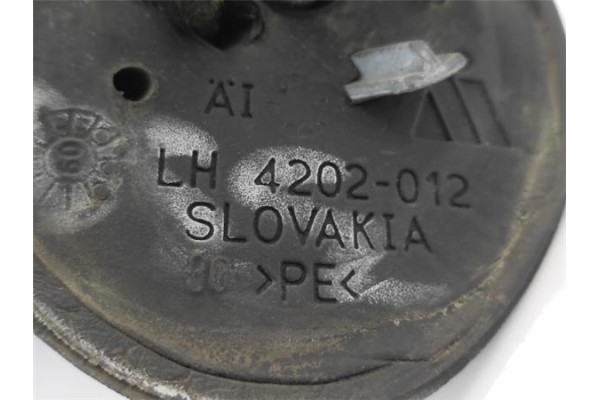 ÄI
LH 4202-012
SLOVAKIA
>PE<